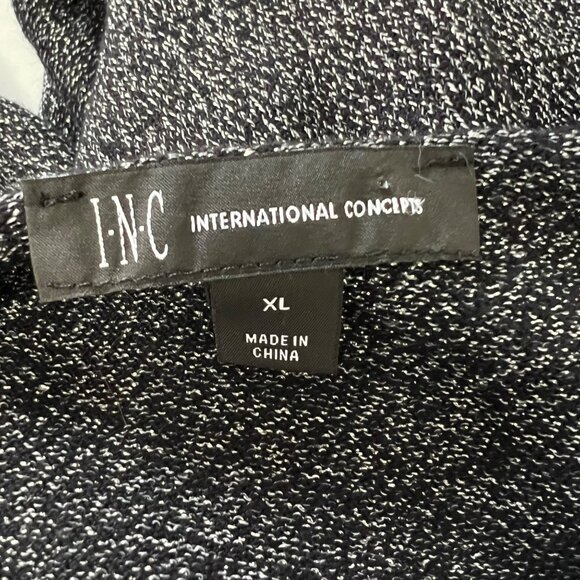 I·N·C INTERNATIONAL CONCEPTS
XL
MADE IN
CHINA